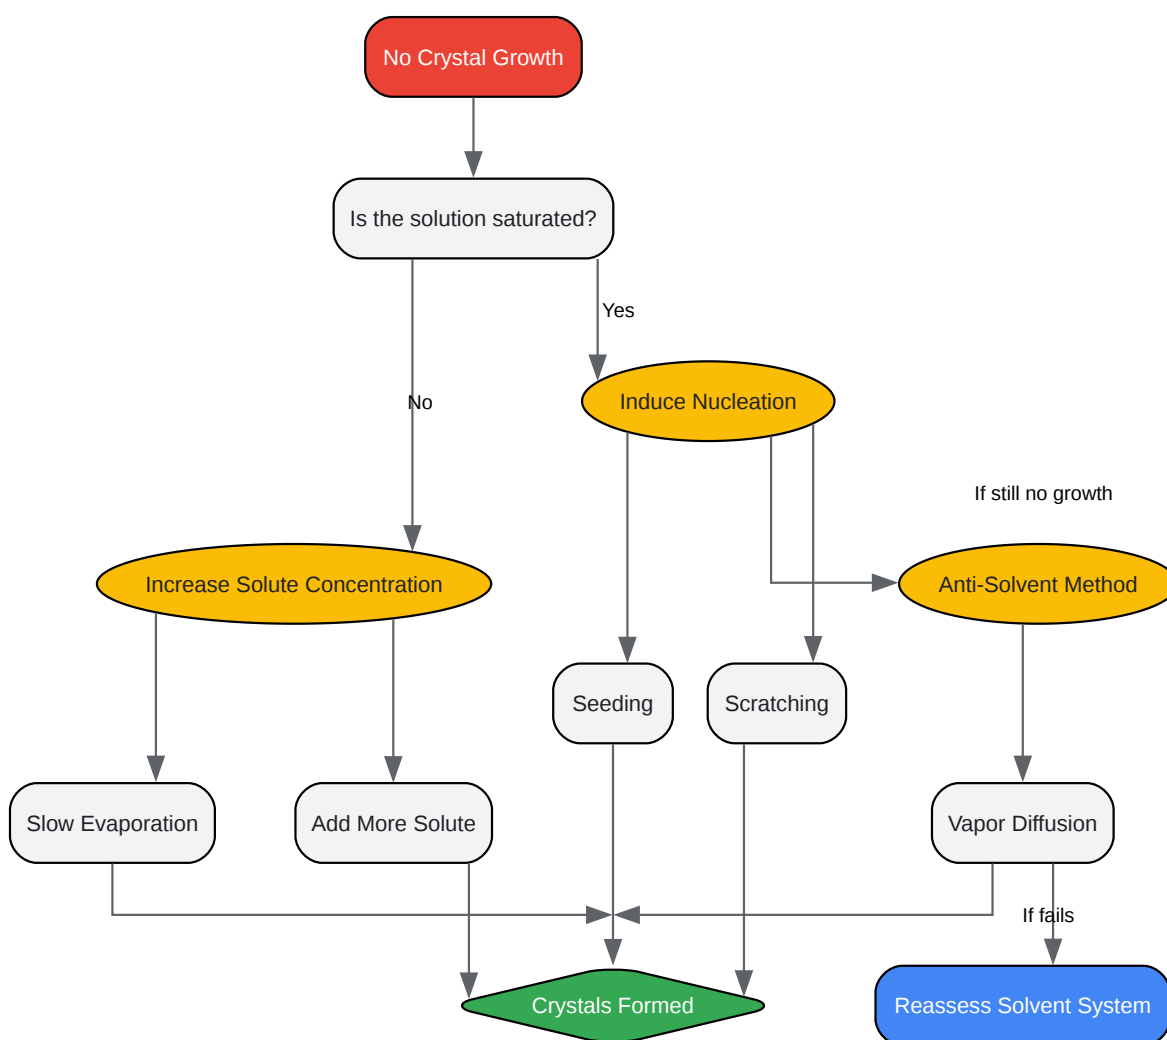 No Crystal Growth
Is the solution saturated?
Yes
No
Induce Nucleation
If still no growth
Increase Solute Concentration
Anti-Solvent Method
Seeding
Scratching
Slow Evaporation
Add More Solute
Vapor Diffusion
If fails
Crystals Formed
Reassess Solvent System